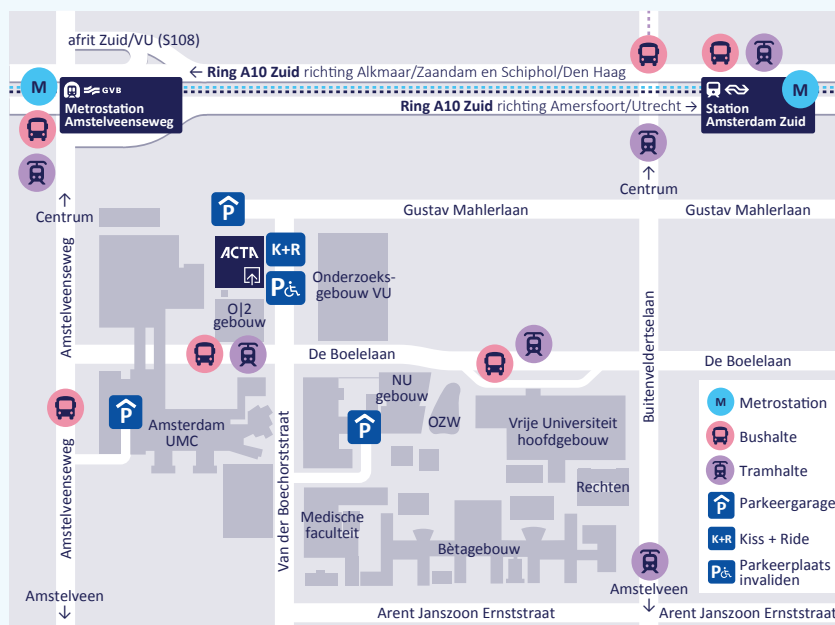 afrit Zuid/VU (S108)
← Ring A10 Zuid richting Alkmaar/Zaandam en Schiphol/Den Haag
M
GVB
Metrostation
Amstelveenseweg
Ring A10 Zuid richting Amersfoort/Utrecht →
M
Station
Amsterdam Zuid
↑
Centrum
↑
Centrum
P
Gustav Mahlerlaan
Gustav Mahlerlaan
Amstelveenseweg
ACTA
K+R
P
Onderzoeks-
gebouw VU
O|2
gebouw
Buitenveldertselaan
De Boelelaan
De Boelelaan
NU
gebouw
OZW
P
Amsterdam
UMC
P
Vrije Universiteit
hoofdgebouw
Rechten
Van der Boechorststraat
Amstelveenseweg
Medische
faculteit
Bètagebouw
Amstelveen
↓
Amstelveen
↓
Arent Janszoon Ernststraat
Arent Janszoon Ernststraat
M Metrostation
Bushalte
Tramhalte
P Parkeergarage
K+R Kiss + Ride
P Parkeerplaats
invaliden